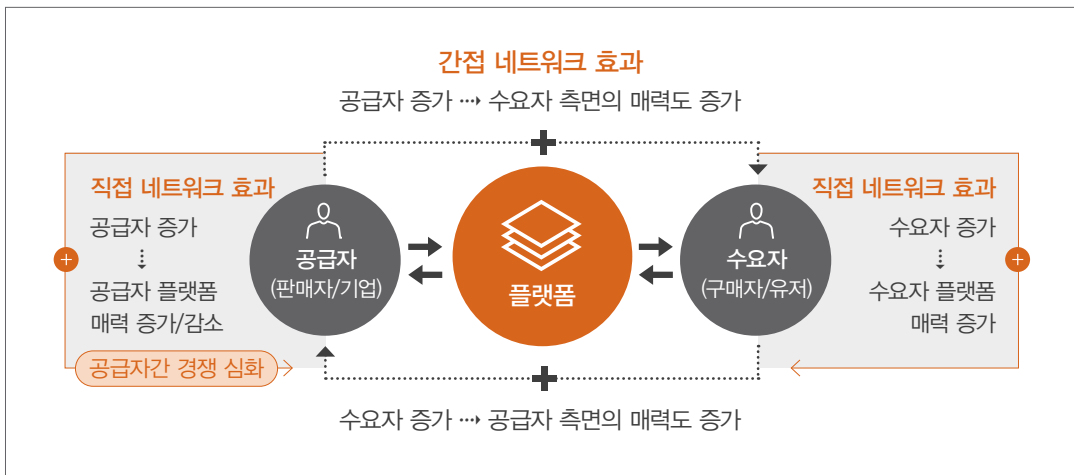 간접 네트워크 효과
공급자 증가 ···→ 수요자 측면의 매력도 증가
직접 네트워크 효과
공급자 증가
공급자 플랫폼
매력 증가/감소
공급자간 경쟁 심화
공급자
(판매자/기업)
플랫폼
수요자
(구매자/유저)
직접 네트워크 효과
수요자 증가
수요자 플랫폼
매력 증가
수요자 증가 ···→ 공급자 측면의 매력도 증가